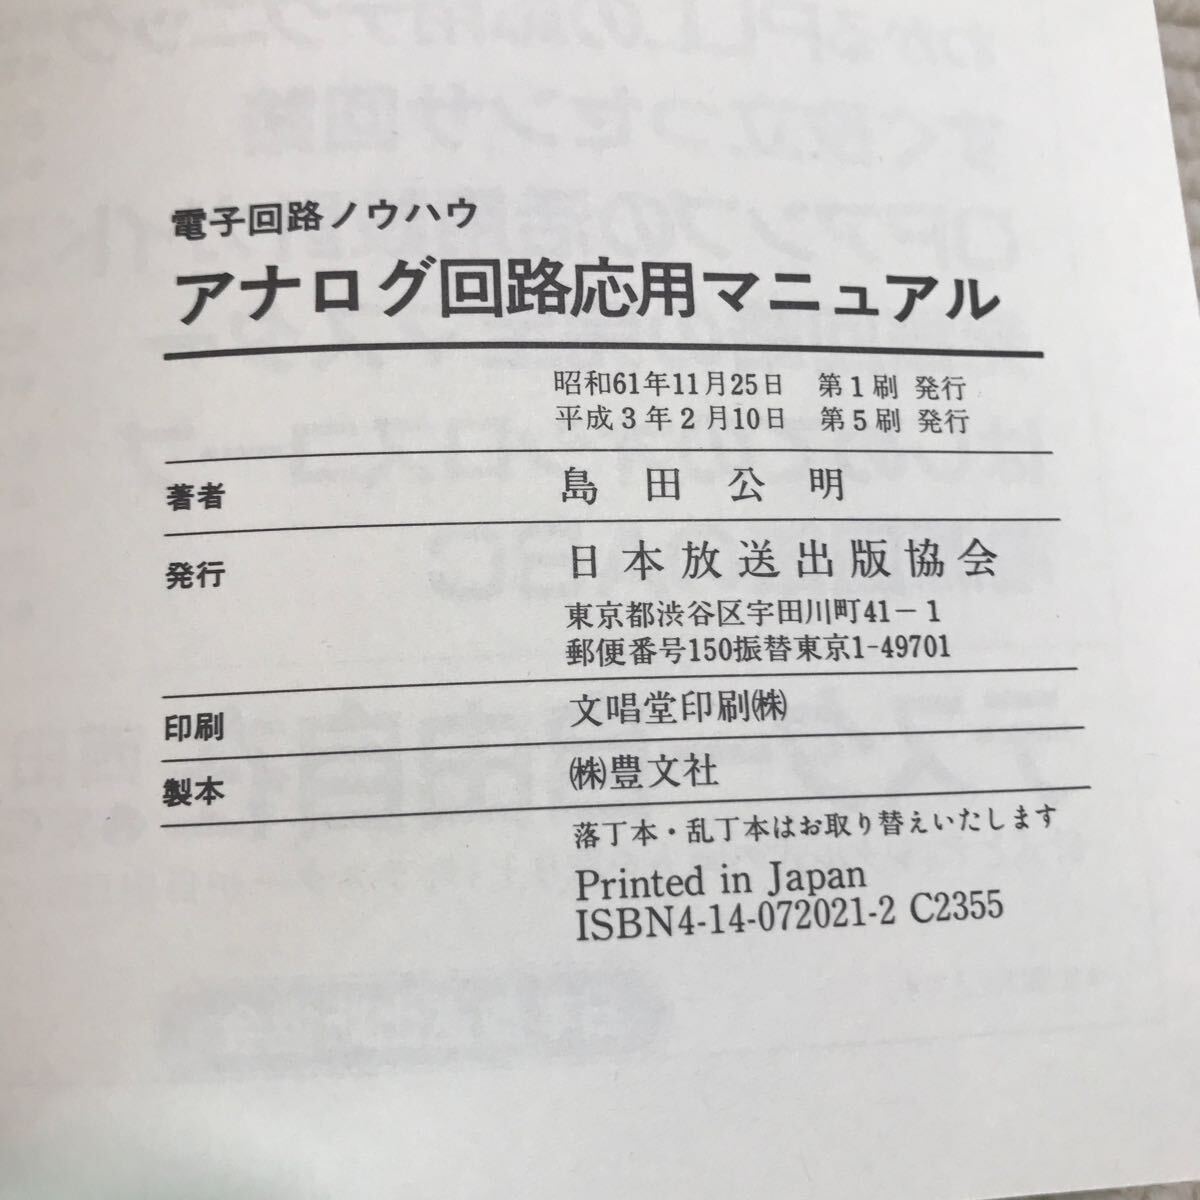 電子回路ノウハウ
アナログ回路応用マニュアル
昭和61年11月25日 第1刷 発行
平成3年2月10日 第5刷 発行
著者 島田公明
発行 日本放送出版協会
東京都渋谷区宇田川町41-1
郵便番号150振替東京1-49701
印刷 文唱堂印刷㈱
製本 ㈱豊文社
落丁本・乱丁本はお取り替えいたします
Printed in Japan
ISBN4-14-072021-2 C2355